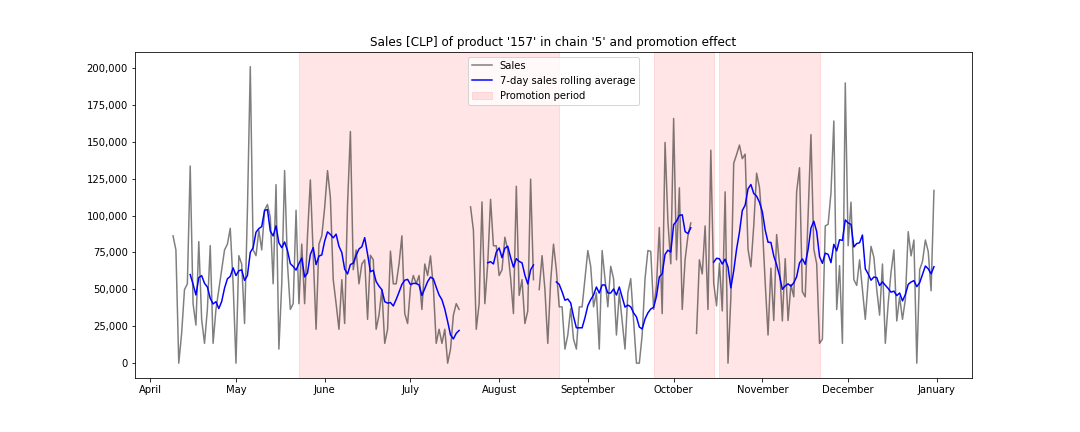 Sales [CLP] of product '157' in chain '5' and promotion effect
Sales
7-day sales rolling average
Promotion period
200,000
175,000
150,000
125,000
100,000
75,000
50,000
25,000
0
April May June July August September October November December January